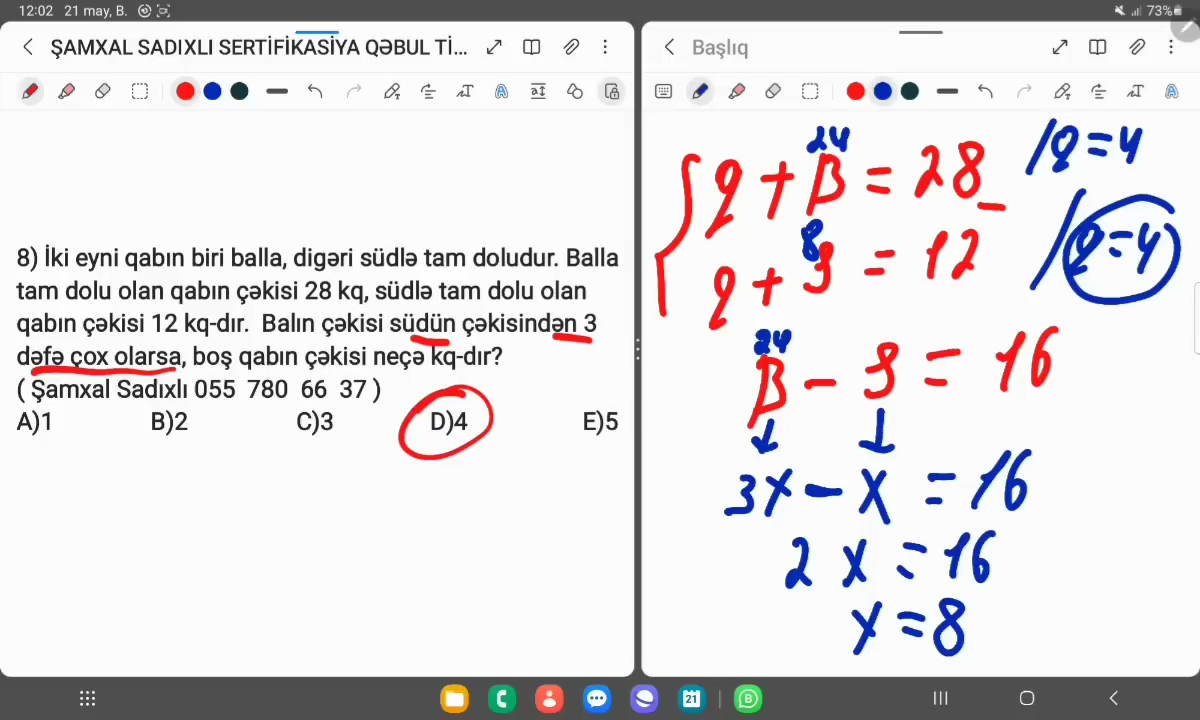 12:02 21 may, B. 73%
ŞAMXAL SADIXLI SERTİFİKASİYA QƏBUL Tİ...
8) İki eyni qabın biri balla, digəri südlə tam doludur. Balla
tam dolu olan qabın çəkisi 28 kq, südlə tam dolu olan
qabın çəkisi 12 kq-dır. Balın çəkisi südün çəkisindən 3
dəfə çox olarsa, boş qabın çəkisi neçə kq-dır?
( Şamxal Sadıxlı 055 780 66 37 )
A)1 B)2 C)3 D)4 E)5
Başlıq
24
q + B = 28 /q=4
8
q + S = 12 /q=4
24
B - S = 16
3x - x = 16
2x = 16
x = 8
21